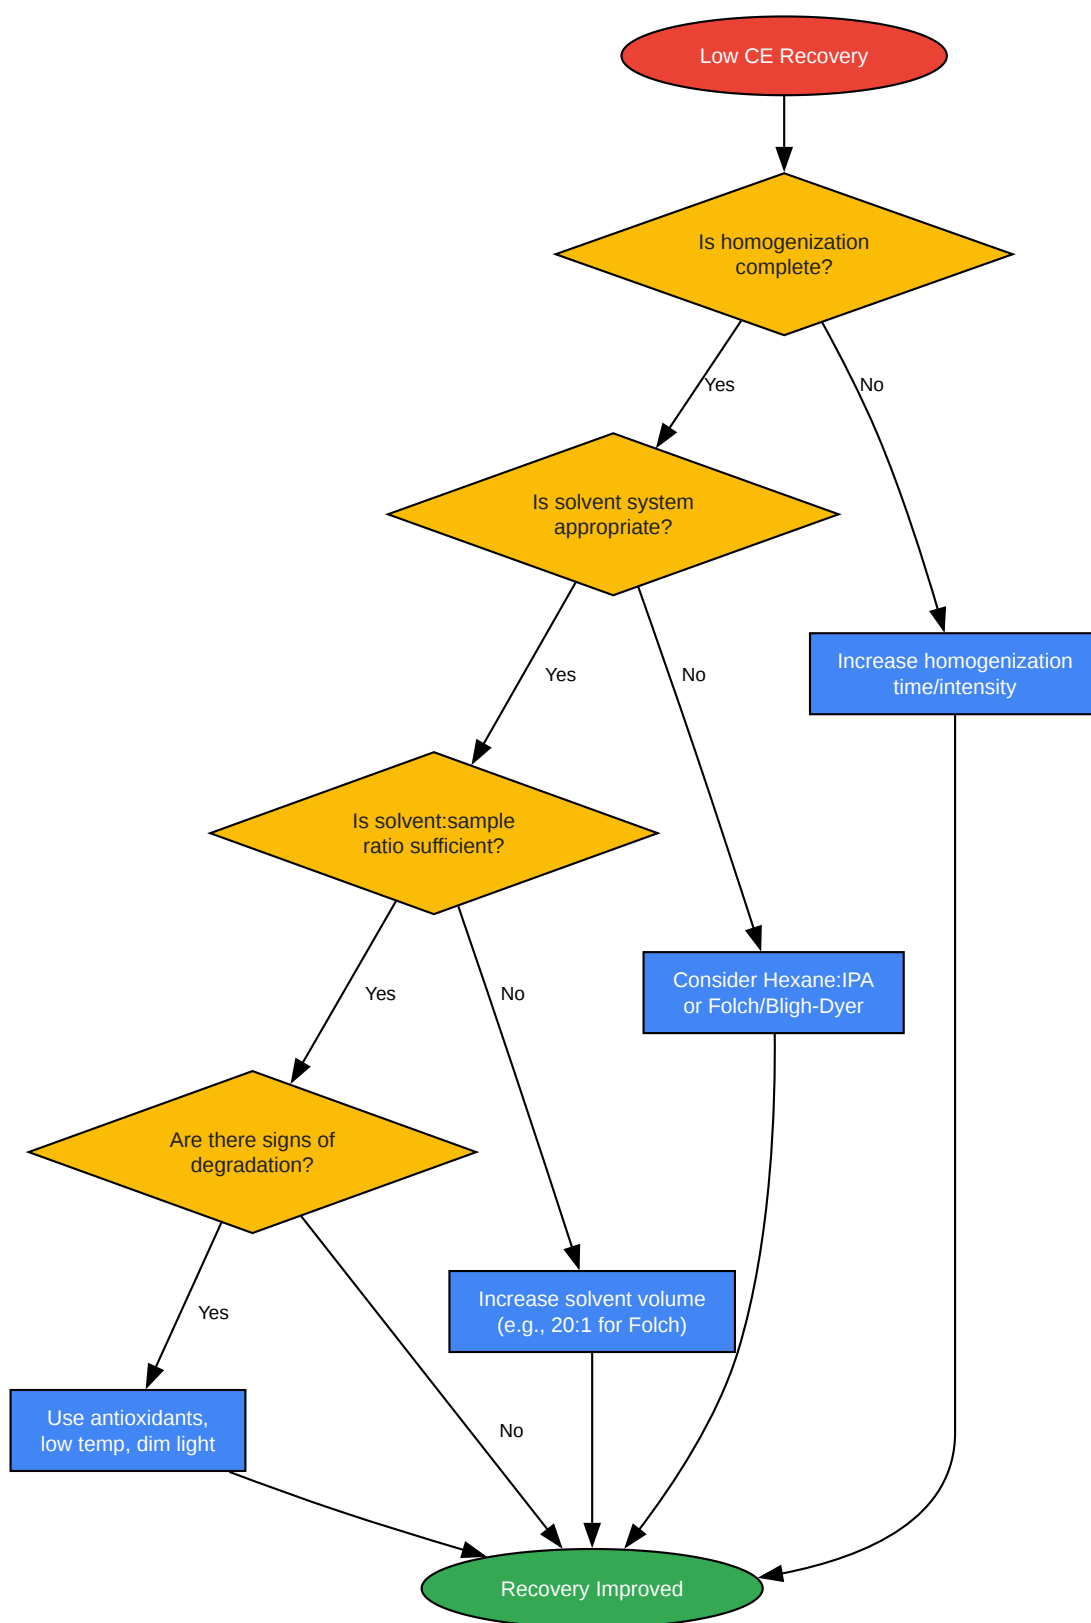 Low CE Recovery
Is homogenization
complete?
Yes
No
Is solvent system
appropriate?
Yes
No
Increase homogenization
time/intensity
Is solvent:sample
ratio sufficient?
Yes
No
Consider Hexane:IPA
or Folch/Bligh-Dyer
Are there signs of
degradation?
Yes
No
Increase solvent volume
(e.g., 20:1 for Folch)
Use antioxidants,
low temp, dim light
Recovery Improved